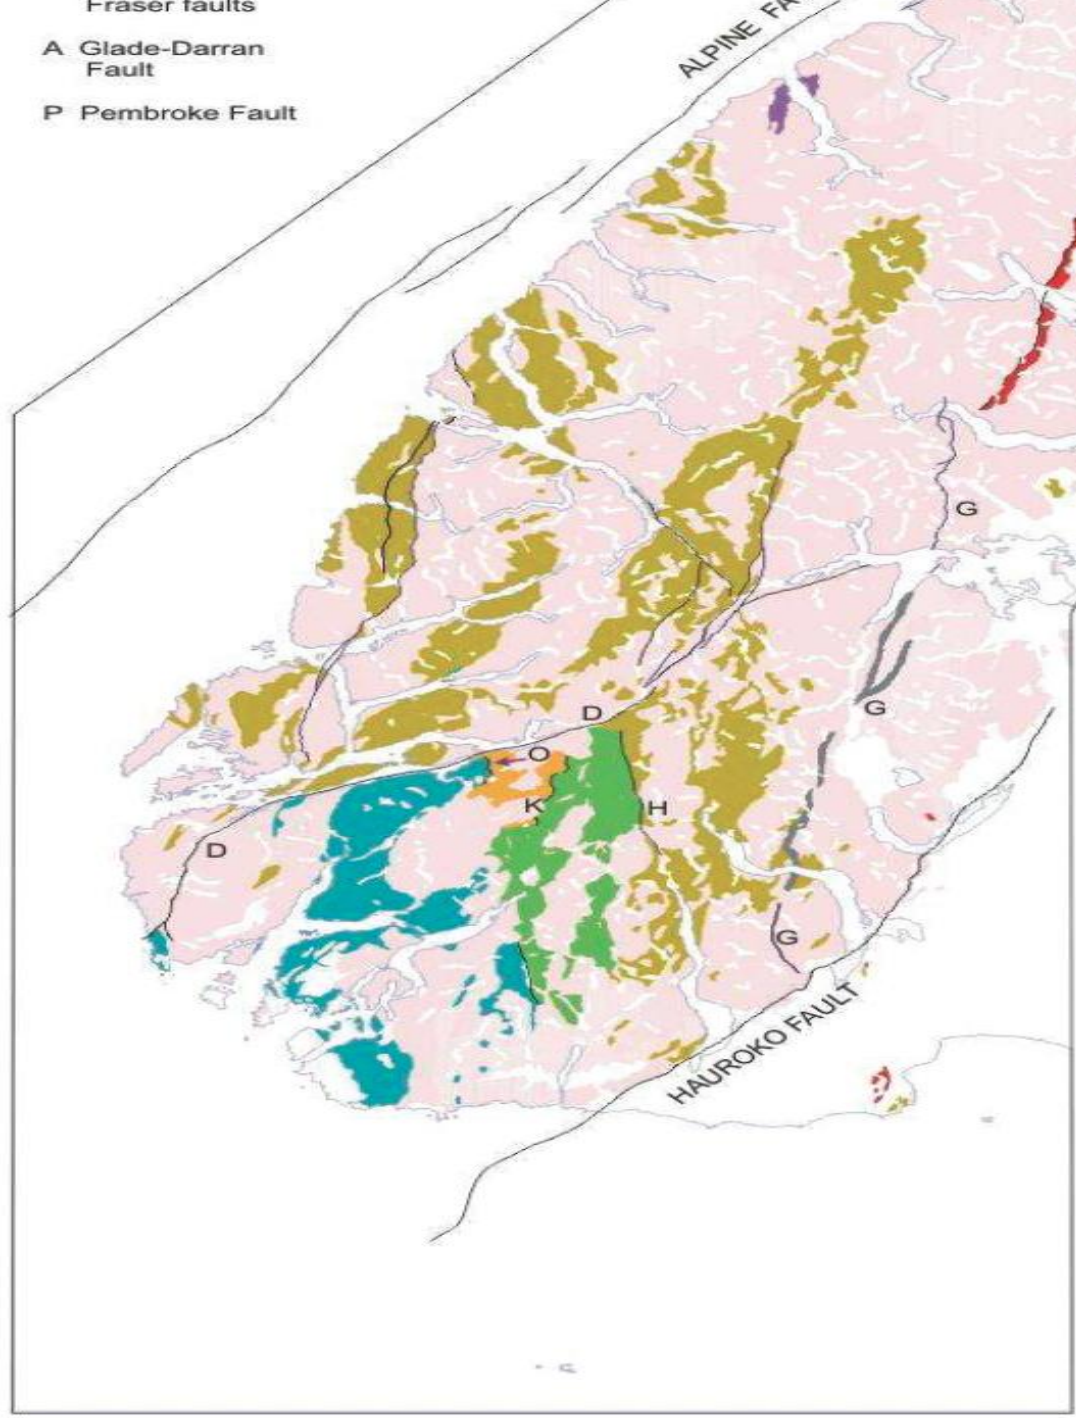 Fraser faults
A Glade-Darran
Fault
P Pembroke Fault
ALPINE FA
G
G
D
O
K
H
D
G
HAUROKO FAULT